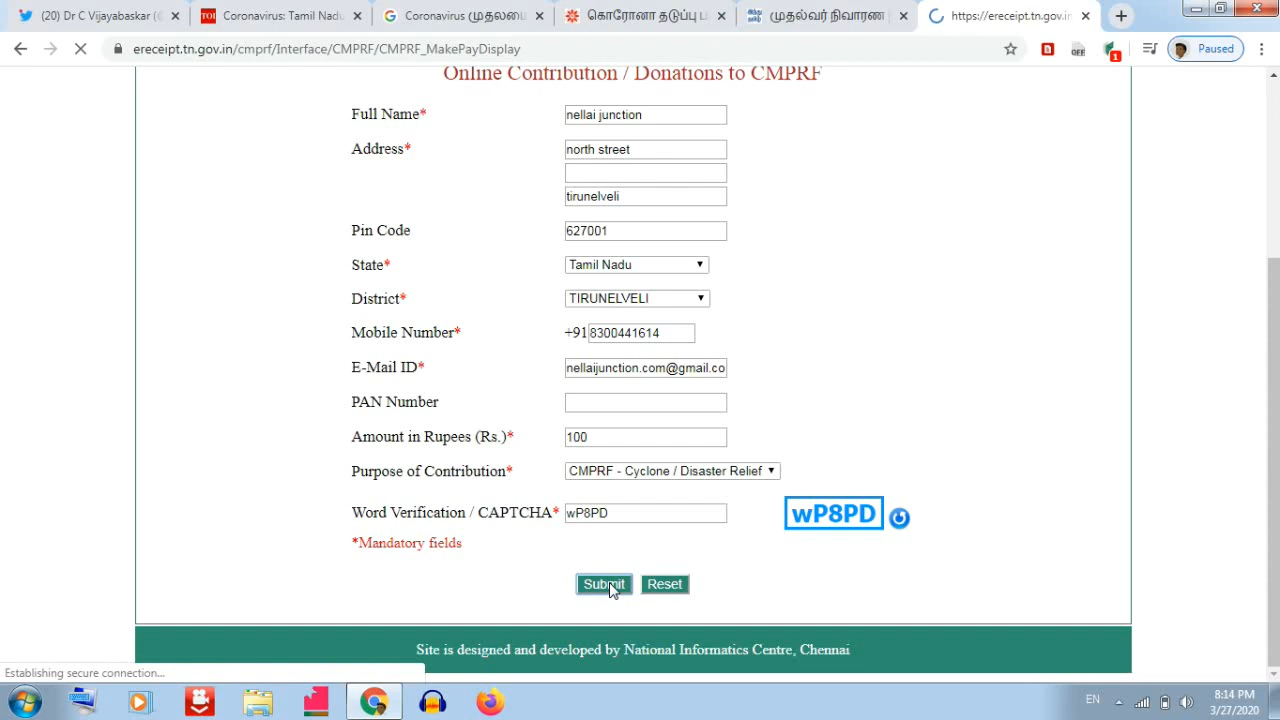 (20) Dr C Vijayabaskar (@
TOI
Coronavirus: Tamil Nadu
Coronavirus முதலமை
கொரோனா தடுப்பு ப
முதல்வர் நிவாரண
https://ereceipt.tn.gov.in
ereceipt.tn.gov.in/cmprf/Interface/CMPRF/CMPRF_MakePayDisplay
OFF
1
Paused
Online Contribution / Donations to CMPRF
Full Name* nellai junction
Address* north street
tirunelveli
Pin Code 627001
State* Tamil Nadu
District* TIRUNELVELI
Mobile Number* +91 8300441614
E-Mail ID* nellaijunction.com@gmail.co
PAN Number
Amount in Rupees (Rs.)* 100
Purpose of Contribution* CMPRF - Cyclone / Disaster Relief
Word Verification / CAPTCHA* wP8PD wP8PD
*Mandatory fields
Submit Reset
Site is designed and developed by National Informatics Centre, Chennai
Establishing secure connection...
EN
8:14 PM
3/27/2020